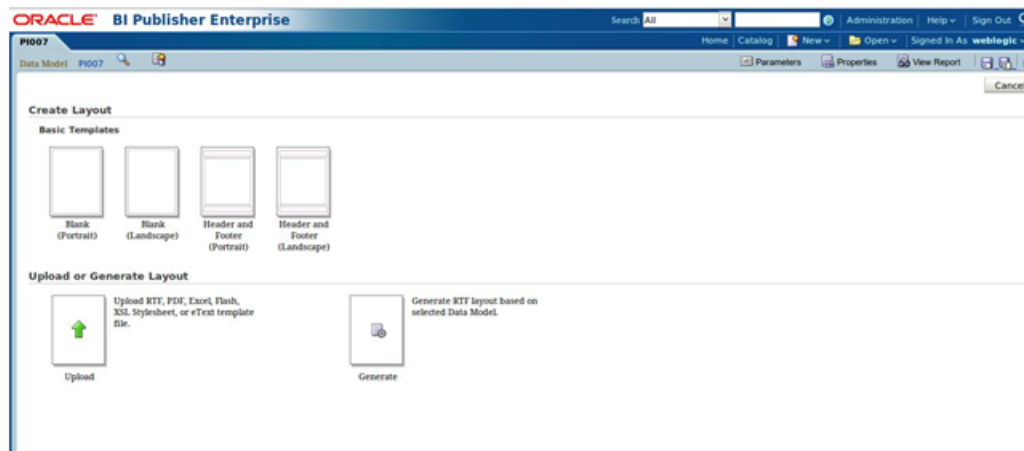 ORACLE BI Publisher Enterprise Search All Administration Help Sign Out
PI007 Home Catalog New Open Signed In As weblogic
Data Model PI007 Parameters Properties View Report
Cancel
Create Layout
Basic Templates
Blank (Portrait)
Blank (Landscape)
Header and Footer (Portrait)
Header and Footer (Landscape)
Upload or Generate Layout
Upload RTF, PDF, Excel, Flash,
XSL Stylesheet, or eText template
file.
Upload
Generate RTF layout based on
selected Data Model.
Generate